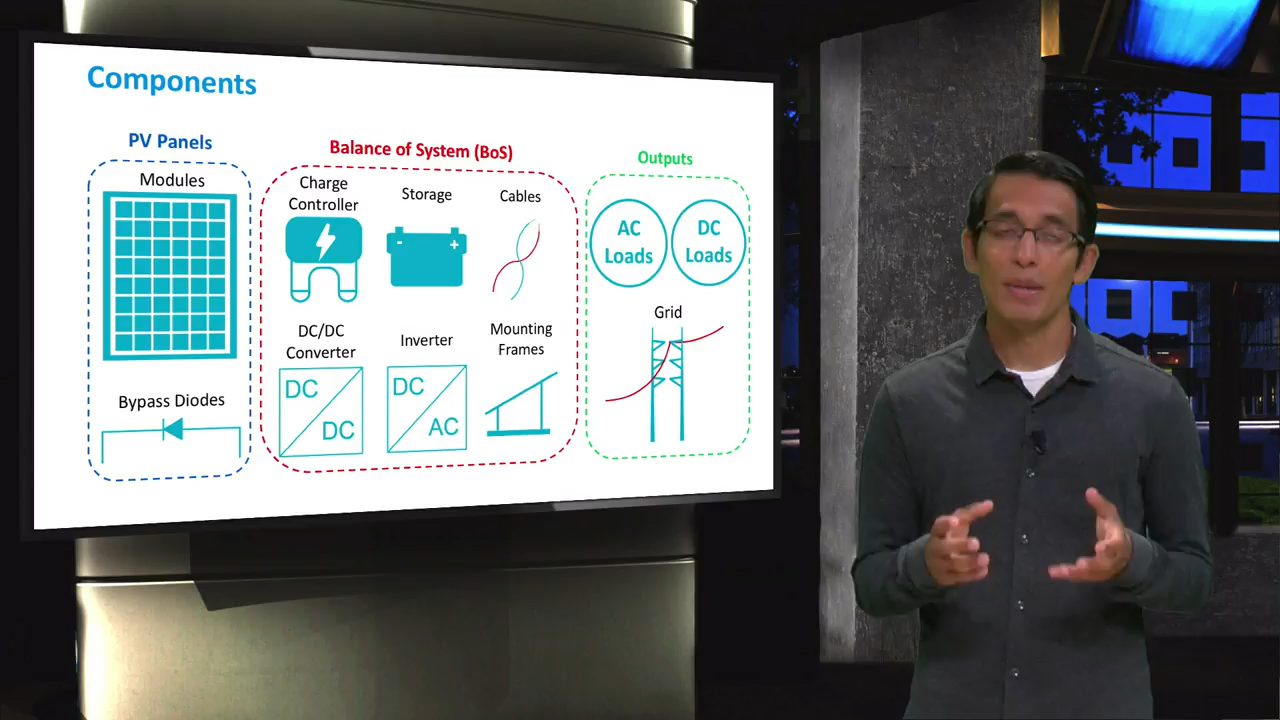 Components
PV Panels
Modules
Bypass Diodes
Balance of System (BoS)
Charge
Controller
Storage
Cables
DC/DC
Converter
Inverter
Mounting
Frames
-
+
DC
DC
DC
AC
Outputs
AC
Loads
DC
Loads
Grid